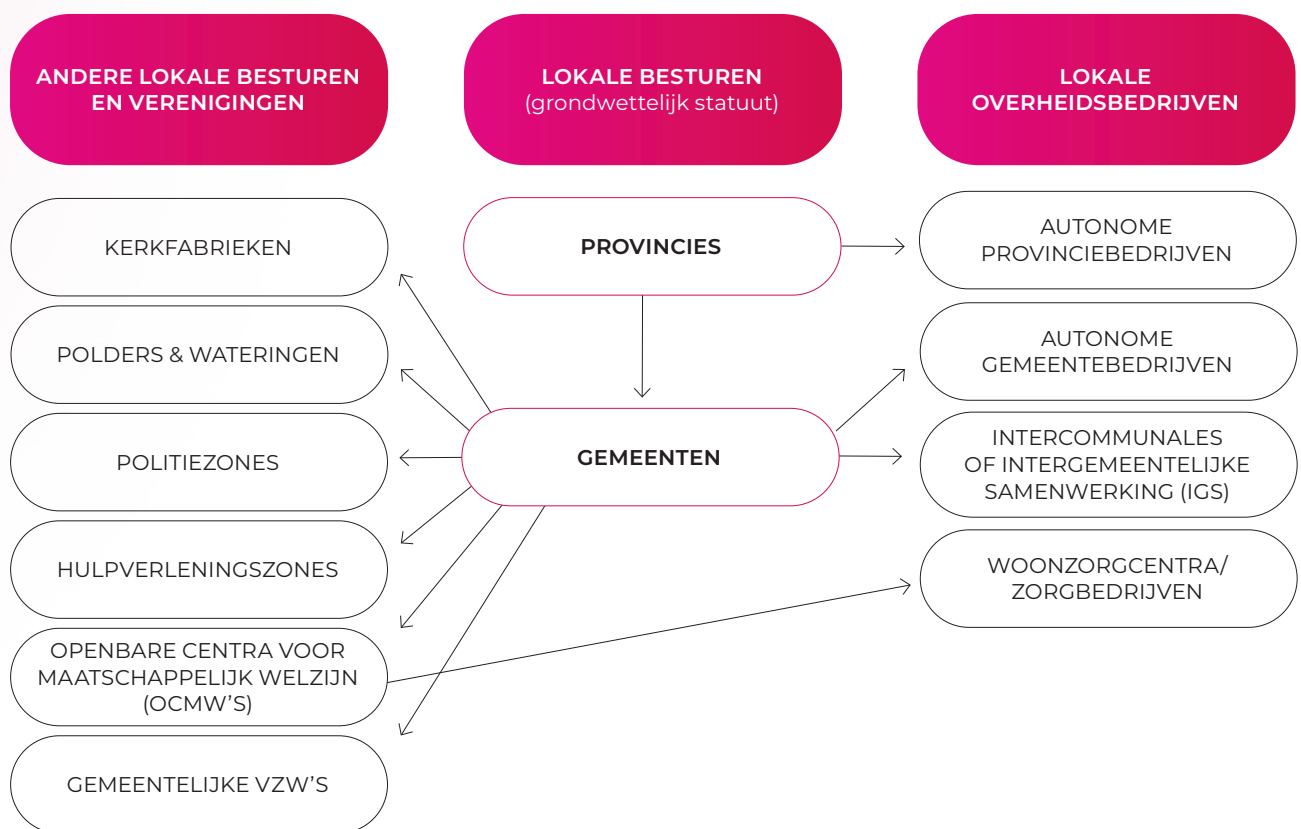 ANDERE LOKALE BESTUREN
EN VERENIGINGEN
LOKALE BESTUREN
(grondwettelijk statuut)
LOKALE
OVERHEIDSBEDRIJVEN
KERKFABRIEKEN
POLDERS & WATERINGEN
POLITIEZONES
HULPVERLENINGSZONES
OPENBARE CENTRA VOOR
MAATSCHAPPELIJK WELZIJN
(OCMW’S)
GEMEENTELIJKE VZW’S
PROVINCIES
GEMEENTEN
AUTONOME
PROVINCIEBEDRIJVEN
AUTONOME
GEMEENTEBEDRIJVEN
INTERCOMMUNALES
OF INTERGEMEENTELIJKE
SAMENWERKING (IGS)
WOONZORGCENTRA/
ZORGBEDRIJVEN